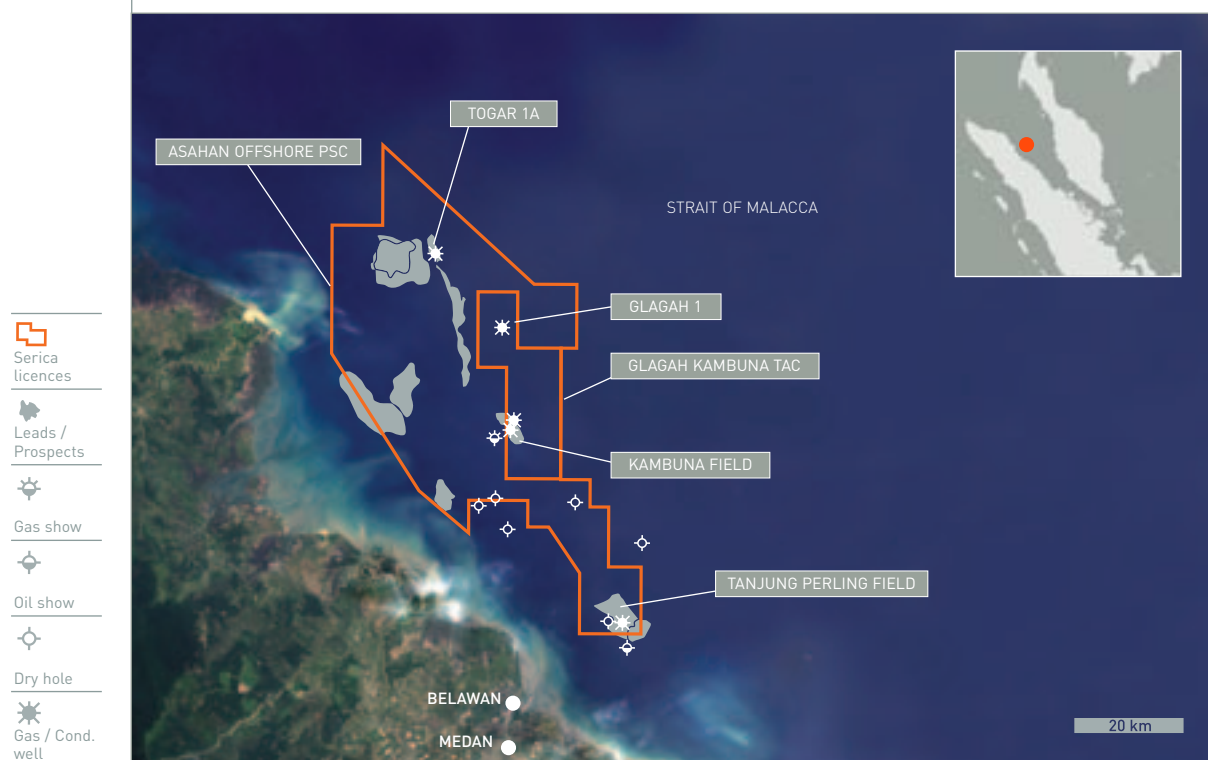 TOGAR 1A
ASAHAN OFFSHORE PSC
STRAIT OF MALACCA
GLAGAH 1
GLAGAH KAMBUNA TAC
KAMBUNA FIELD
TANJUNG PERLING FIELD
BELAWAN
MEDAN
20 km
Serica
licences
Leads /
Prospects
Gas show
Oil show
Dry hole
Gas / Cond.
well